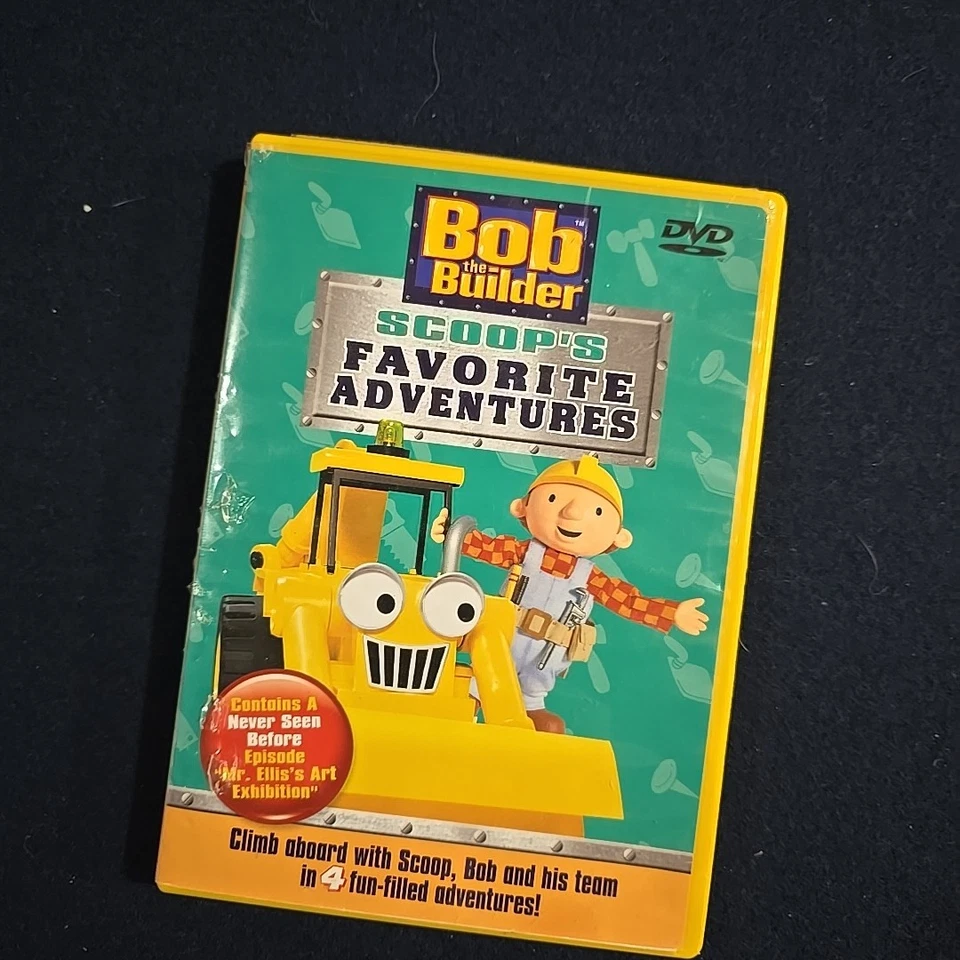 Bob™
the
Builder
DVD
SCOOP'S
FAVORITE
ADVENTURES
Contains A
Never Seen
Before
Episode
"Mr. Ellis's Art
Exhibition"
Climb aboard with Scoop, Bob and his team
in 4 fun-filled adventures!